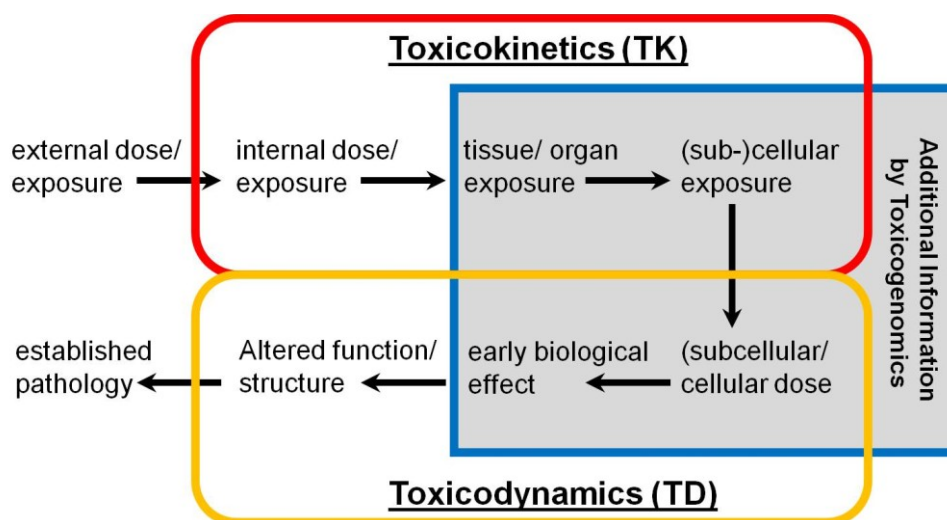 Toxicokinetics (TK)
external dose/
exposure
internal dose/
exposure
tissue/ organ
exposure
(sub-)cellular
exposure
Additional Information
by Toxicogenomics
established
pathology
Altered function/
structure
early biological
effect
(subcellular/
cellular dose
Toxicodynamics (TD)